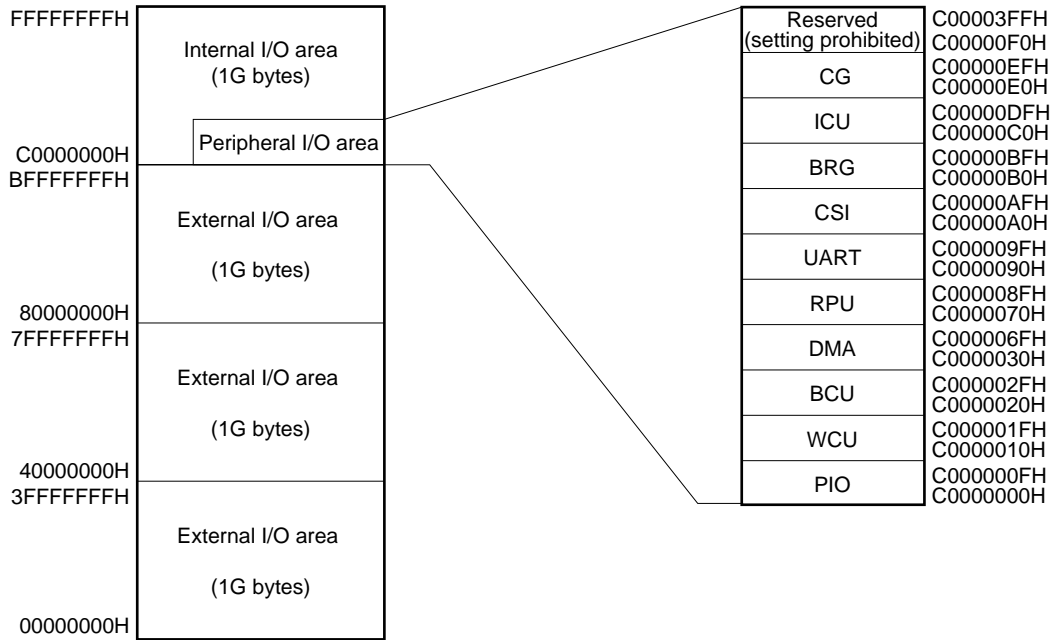 FFFFFFFFH
Internal I/O area
(1G bytes)
Peripheral I/O area
C0000000H
BFFFFFFFH
External I/O area
(1G bytes)
80000000H
7FFFFFFFH
External I/O area
(1G bytes)
40000000H
3FFFFFFFH
External I/O area
(1G bytes)
00000000H
Reserved
(setting prohibited)
C00003FFH
C00000F0H
CG
C00000EFH
C00000E0H
ICU
C00000DFH
C00000C0H
BRG
C00000BFH
C00000B0H
CSI
C00000AFH
C00000A0H
UART
C000009FH
C0000090H
RPU
C000008FH
C0000070H
DMA
C000006FH
C0000030H
BCU
C000002FH
C0000020H
WCU
C000001FH
C0000010H
PIO
C000000FH
C0000000H